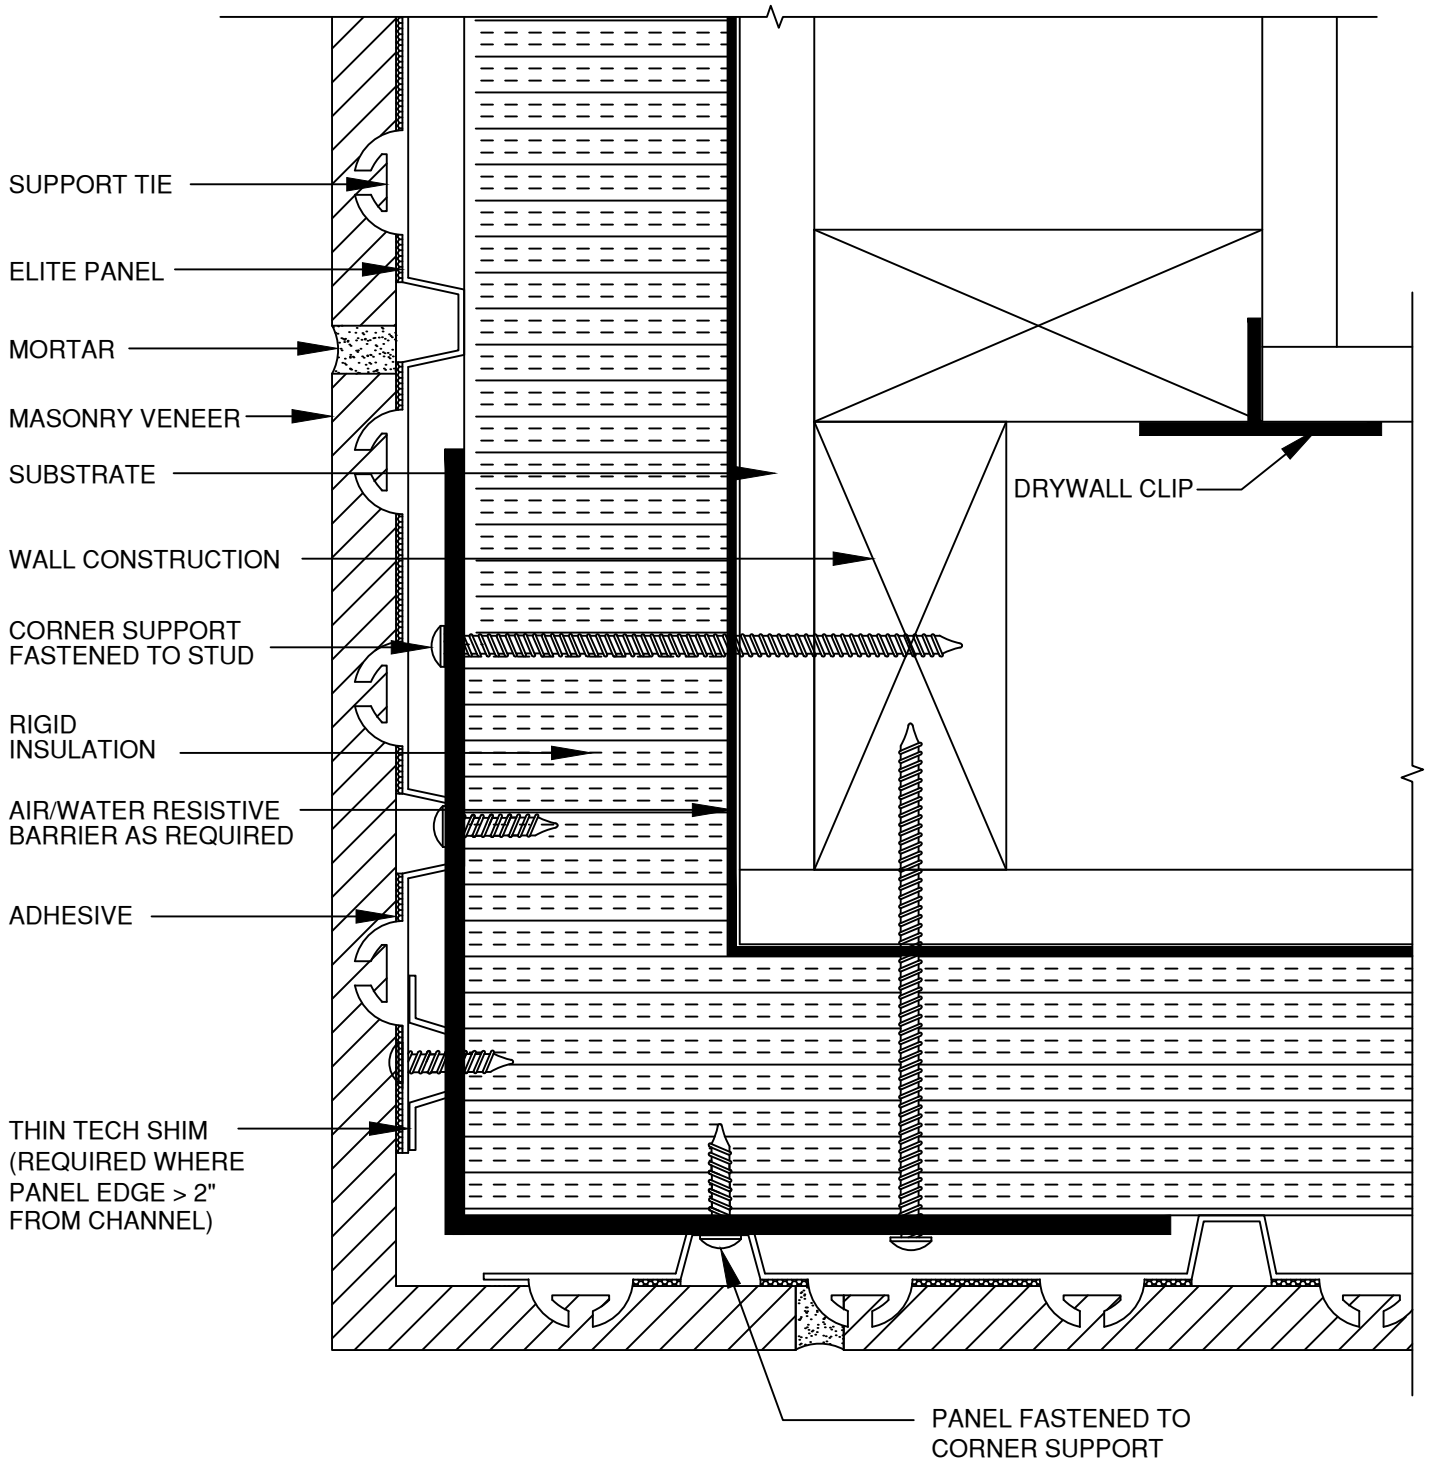 SUPPORT TIE
ELITE PANEL
MORTAR
MASONRY VENEER
SUBSTRATE
DRYWALL CLIP
WALL CONSTRUCTION
CORNER SUPPORT
FASTENED TO STUD
RIGID
INSULATION
AIR/WATER RESISTIVE
BARRIER AS REQUIRED
ADHESIVE
THIN TECH SHIM
(REQUIRED WHERE
PANEL EDGE > 2"
FROM CHANNEL)
PANEL FASTENED TO
CORNER SUPPORT